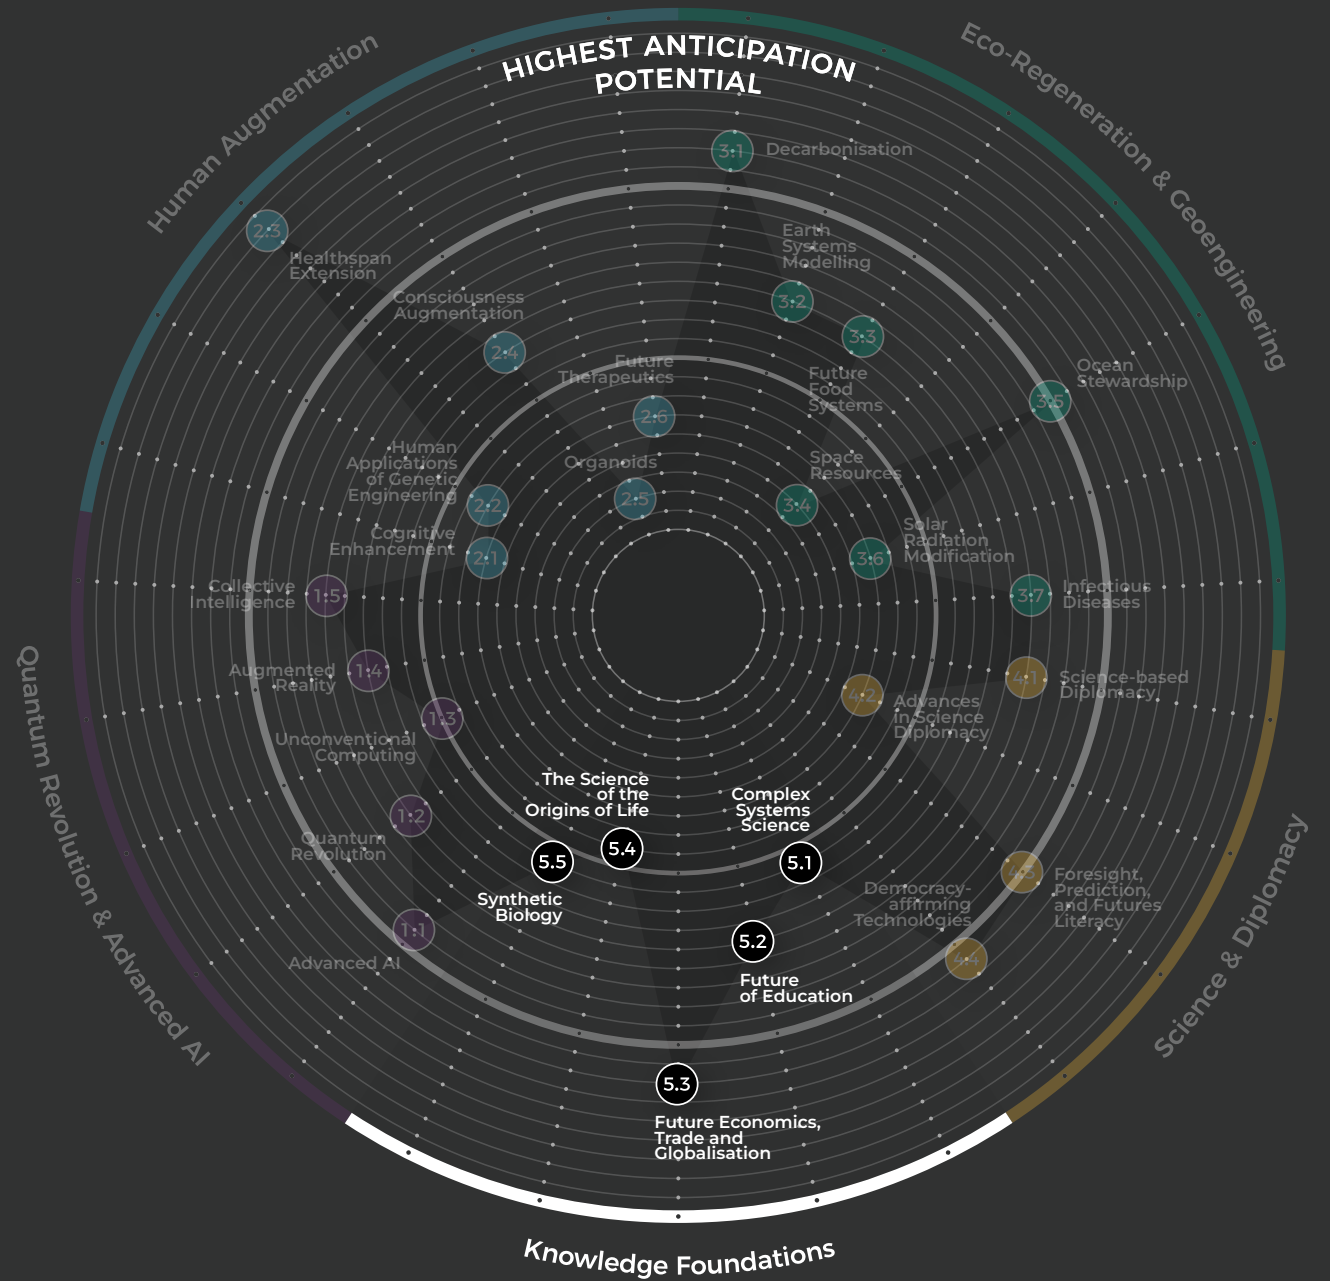 HIGHEST ANTICIPATION
POTENTIAL
Human Augmentation
Eco-Regeneration & Geoengineering
3.1
Decarbonisation
2.3
Healthspan
Extension
Earth
Systems
Modelling
3.2
Consciousness
Augmentation
2.4
3.3
Future
Food
Systems
Future
Therapeutics
2.6
Ocean
Stewardship
3.5
Human
Applications
of Genetic
Engineering
2.2
Organoids
2.5
Space
Resources
3.4
Cognitive
Enhancement
2.1
Solar
Radiation
Modification
3.6
Collective
Intelligence
1.5
3.7
Infectious
Diseases
Augmented
Reality
1.4
4.1
Science-based
Diplomacy
4.2
Advances
in Science
Diplomacy
1.3
Unconventional
Computing
Quantum Revolution & Advanced AI
Science & Diplomacy
1.2
Quantum
Revolution
The Science
of the
Origins of Life
5.4
Complex
Systems
Science
5.1
5.5
Synthetic
Biology
Democracy-
affirming
Technologies
4.4
Foresight,
Prediction,
and Futures
Literacy
1.1
Advanced AI
5.2
Future
of Education
5.3
Future Economics,
Trade and
Globalisation
Knowledge Foundations